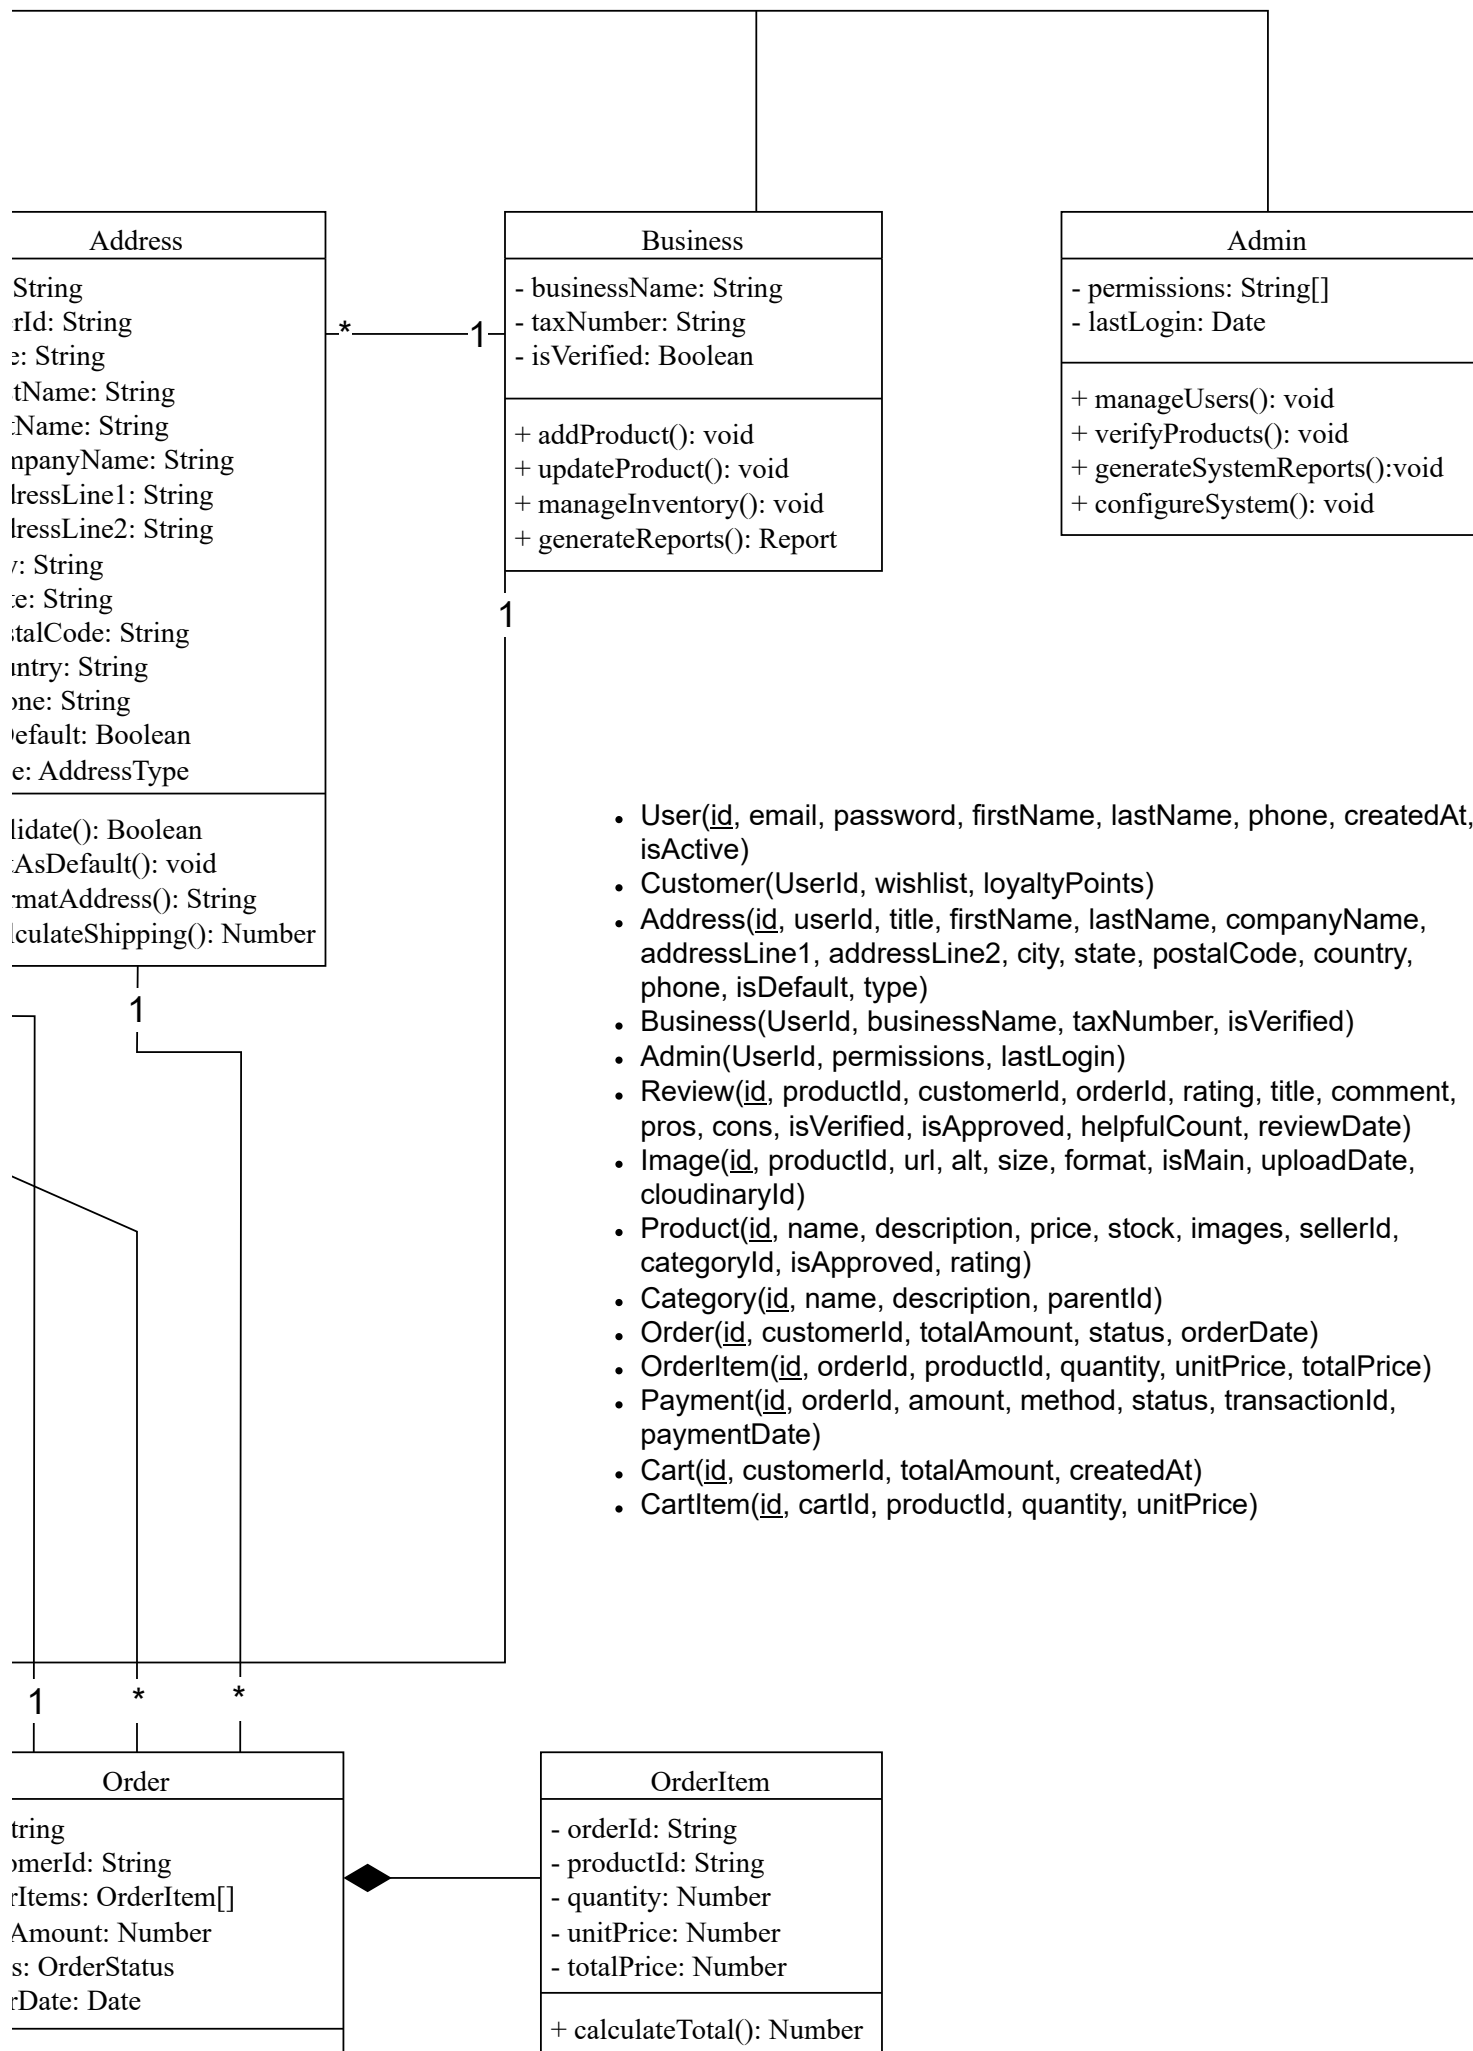 Address
String
rId: String
e: String
tName: String
tName: String
mpanyName: String
dressLine1: String
dressLine2: String
y: String
te: String
stalCode: String
untry: String
one: String
Default: Boolean
e: AddressType
lidate(): Boolean
tAsDefault(): void
rmatAddress(): String
lculateShipping(): Number
*
1
Business
- businessName: String
- taxNumber: String
- isVerified: Boolean
+ addProduct(): void
+ updateProduct(): void
+ manageInventory(): void
+ generateReports(): Report
Admin
- permissions: String[]
- lastLogin: Date
+ manageUsers(): void
+ verifyProducts(): void
+ generateSystemReports():void
+ configureSystem(): void
1
1
• User(id, email, password, firstName, lastName, phone, createdAt,
isActive)
• Customer(UserId, wishlist, loyaltyPoints)
• Address(id, userId, title, firstName, lastName, companyName,
addressLine1, addressLine2, city, state, postalCode, country,
phone, isDefault, type)
• Business(UserId, businessName, taxNumber, isVerified)
• Admin(UserId, permissions, lastLogin)
• Review(id, productId, customerId, orderId, rating, title, comment,
pros, cons, isVerified, isApproved, helpfulCount, reviewDate)
• Image(id, productId, url, alt, size, format, isMain, uploadDate,
cloudinaryId)
• Product(id, name, description, price, stock, images, sellerId,
categoryId, isApproved, rating)
• Category(id, name, description, parentId)
• Order(id, customerId, totalAmount, status, orderDate)
• OrderItem(id, orderId, productId, quantity, unitPrice, totalPrice)
• Payment(id, orderId, amount, method, status, transactionId,
paymentDate)
• Cart(id, customerId, totalAmount, createdAt)
• CartItem(id, cartId, productId, quantity, unitPrice)
1
*
*
Order
tring
omerId: String
rItems: OrderItem[]
Amount: Number
s: OrderStatus
rDate: Date
OrderItem
- orderId: String
- productId: String
- quantity: Number
- unitPrice: Number
- totalPrice: Number
+ calculateTotal(): Number